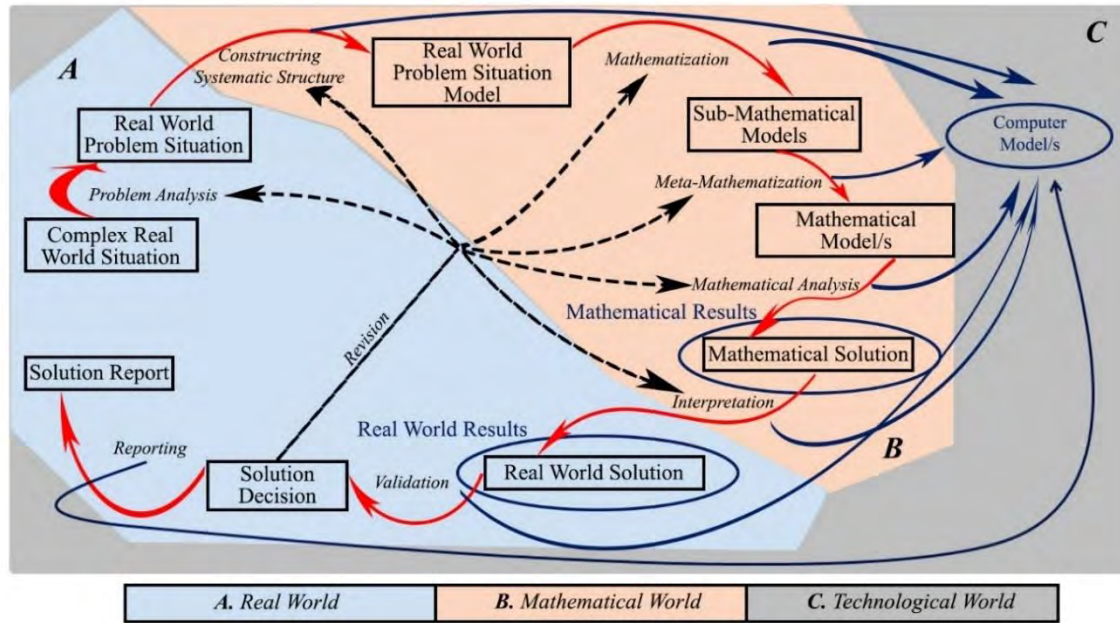 C
A
Constructring
Systematic Structure
Real World
Problem Situation
Model
Mathematization
Real World
Problem Situation
Sub-Mathematical
Models
Computer
Model/s
Problem Analysis
Meta-Mathematization
Complex Real
World Situation
Mathematical
Model/s
Mathematical Analysis
Mathematical Results
Revision
Mathematical Solution
Solution Report
Interpretation
Real World Results
B
Reporting
Solution
Decision
Validation
Real World Solution
A. Real World
B. Mathematical World
C. Technological World